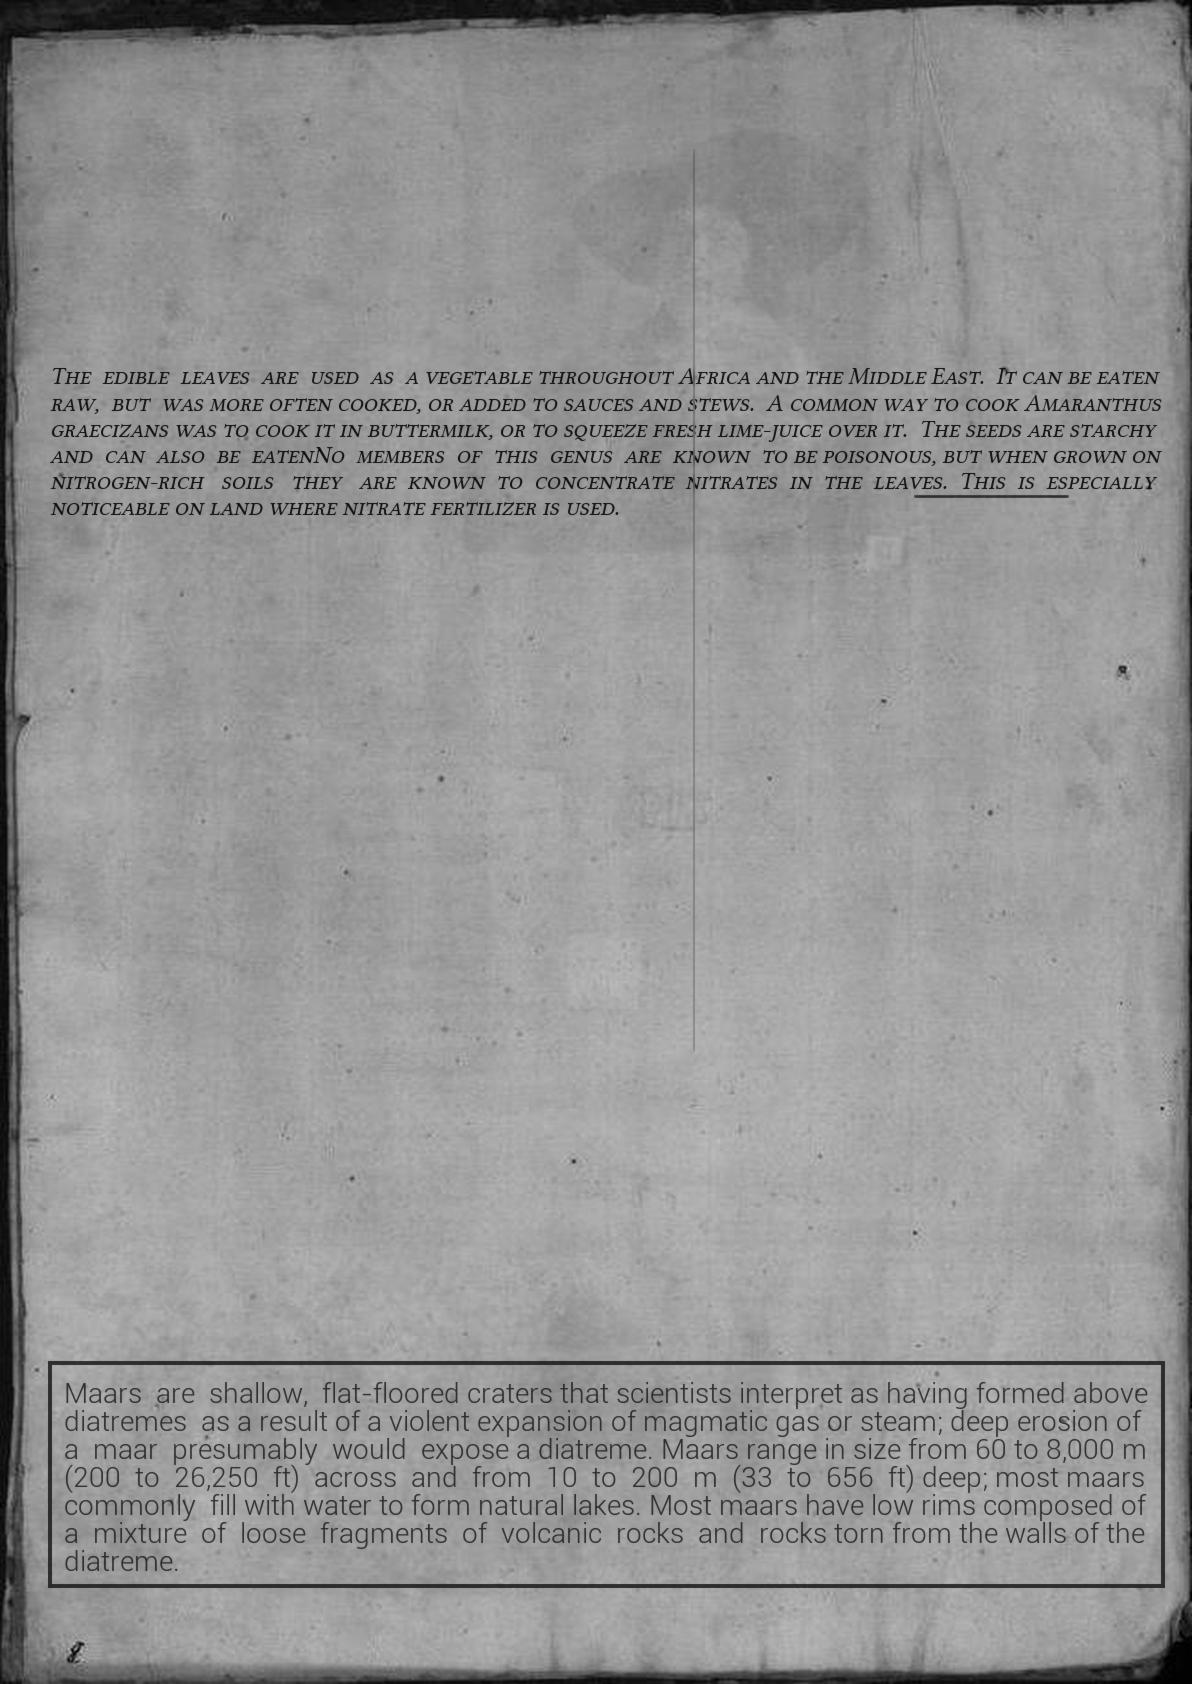 The edible leaves are used as a vegetable throughout Africa and the Middle East. It can be eaten
raw, but was more often cooked, or added to sauces and stews. A common way to cook Amaranthus
graecizans was to cook it in buttermilk, or to squeeze fresh lime-juice over it. The seeds are starchy
and can also be eatenNo members of this genus are known to be poisonous, but when grown on
nitrogen-rich soils they are known to concentrate nitrates in the leaves. This is especially
noticeable on land where nitrate fertilizer is used.
Maars are shallow, flat-floored craters that scientists interpret as having formed above
diatremes as a result of a violent expansion of magmatic gas or steam; deep erosion of
a maar presumably would expose a diatreme. Maars range in size from 60 to 8,000 m
(200 to 26,250 ft) across and from 10 to 200 m (33 to 656 ft) deep; most maars
commonly fill with water to form natural lakes. Most maars have low rims composed of
a mixture of loose fragments of volcanic rocks and rocks torn from the walls of the
diatreme.